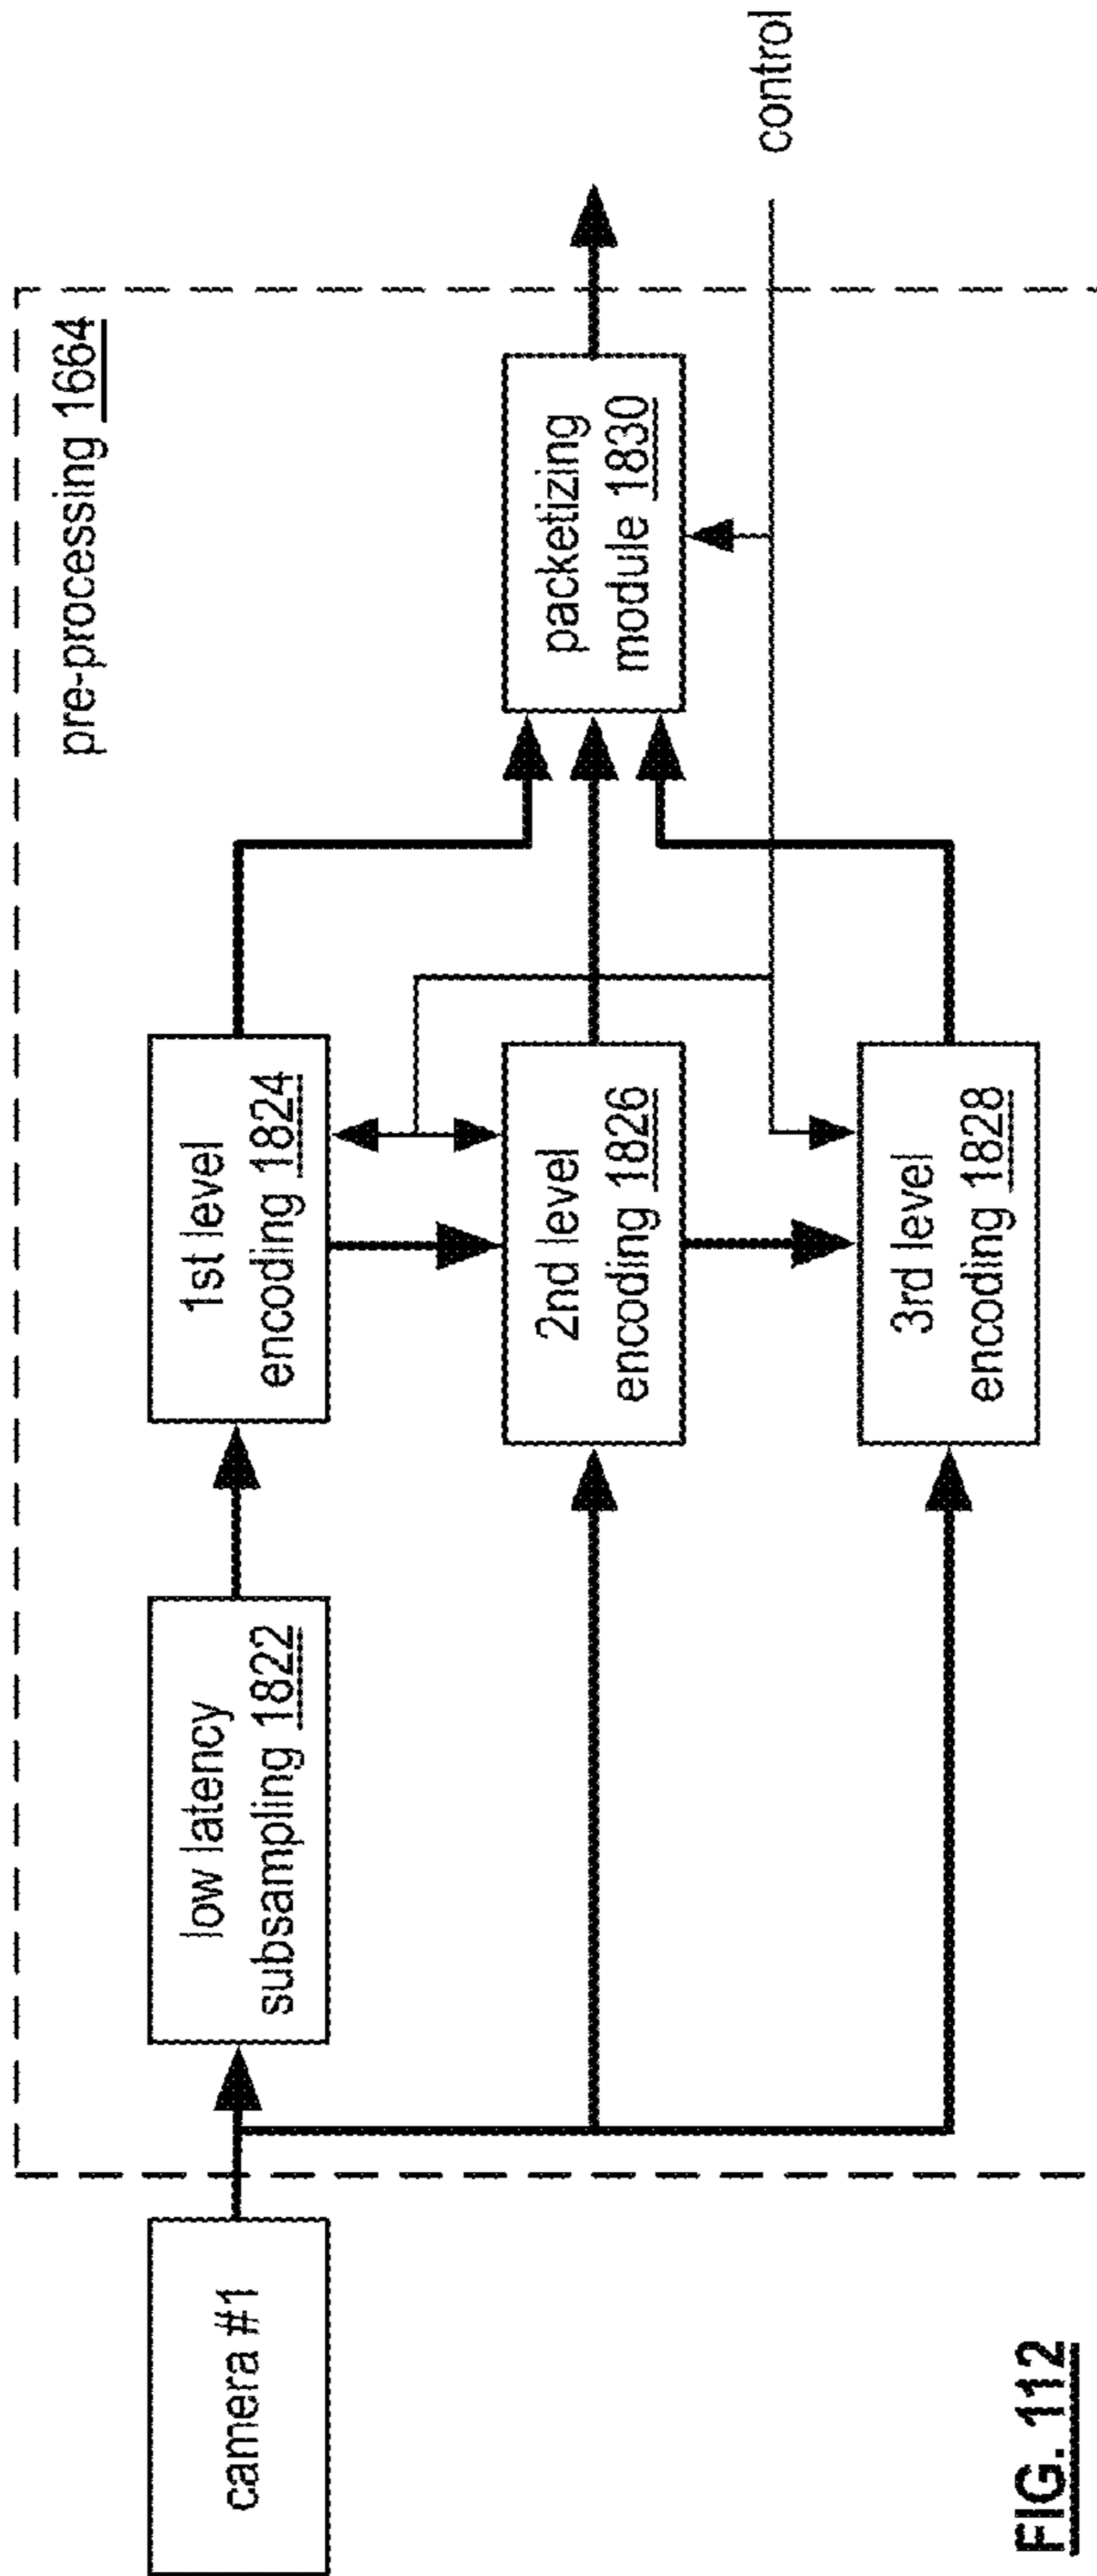 pre-processing 1664
camera #1
low latency
subsampling 1822
1st level
encoding 1824
2nd level
encoding 1826
3rd level
encoding 1828
packetizing
module 1830
control
FIG. 112